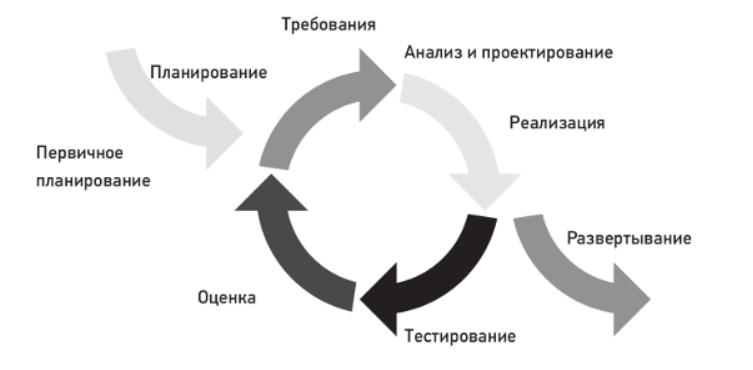 Требования
Анализ и проектирование
Планирование
Реализация
Первичное
планирование
Развертывание
Оценка
Тестирование